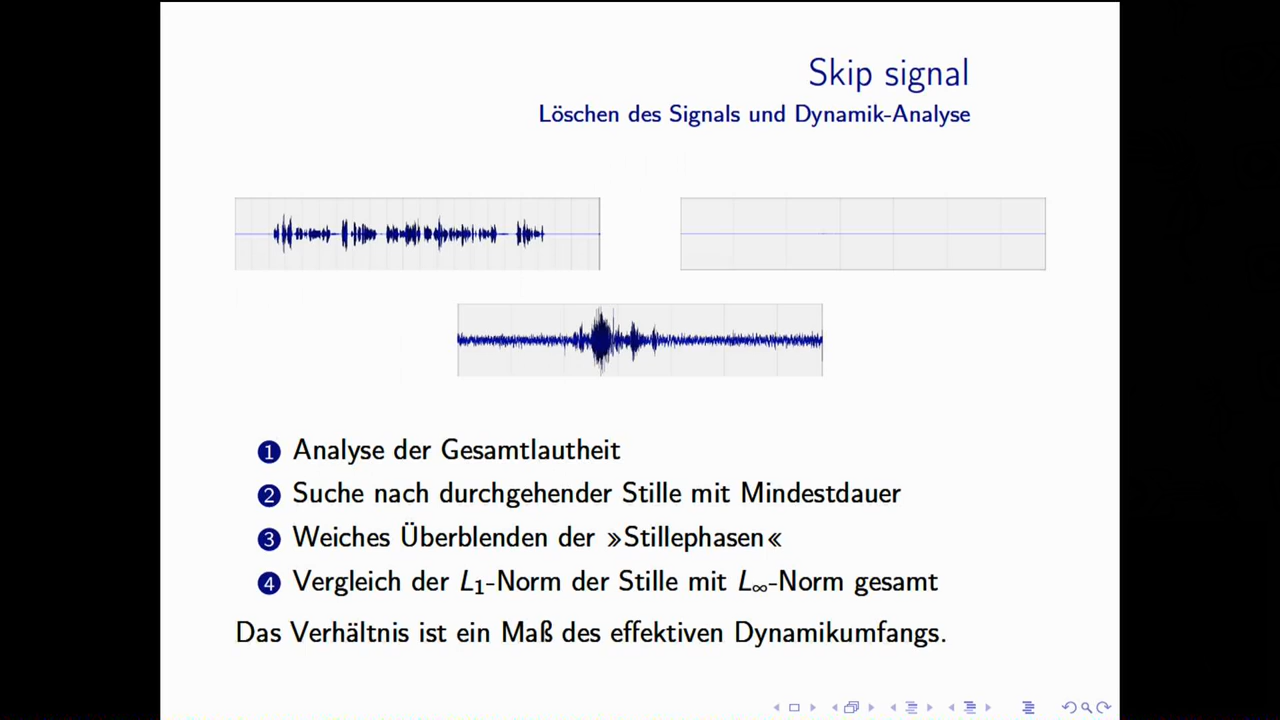 Skip signal
Löschen des Signals und Dynamik-Analyse
1 Analyse der Gesamtlautheit
2 Suche nach durchgehender Stille mit Mindestdauer
3 Weiches Überblenden der »Stillephasen«
4 Vergleich der L₁-Norm der Stille mit L∞-Norm gesamt
Das Verhältnis ist ein Maß des effektiven Dynamikumfangs.